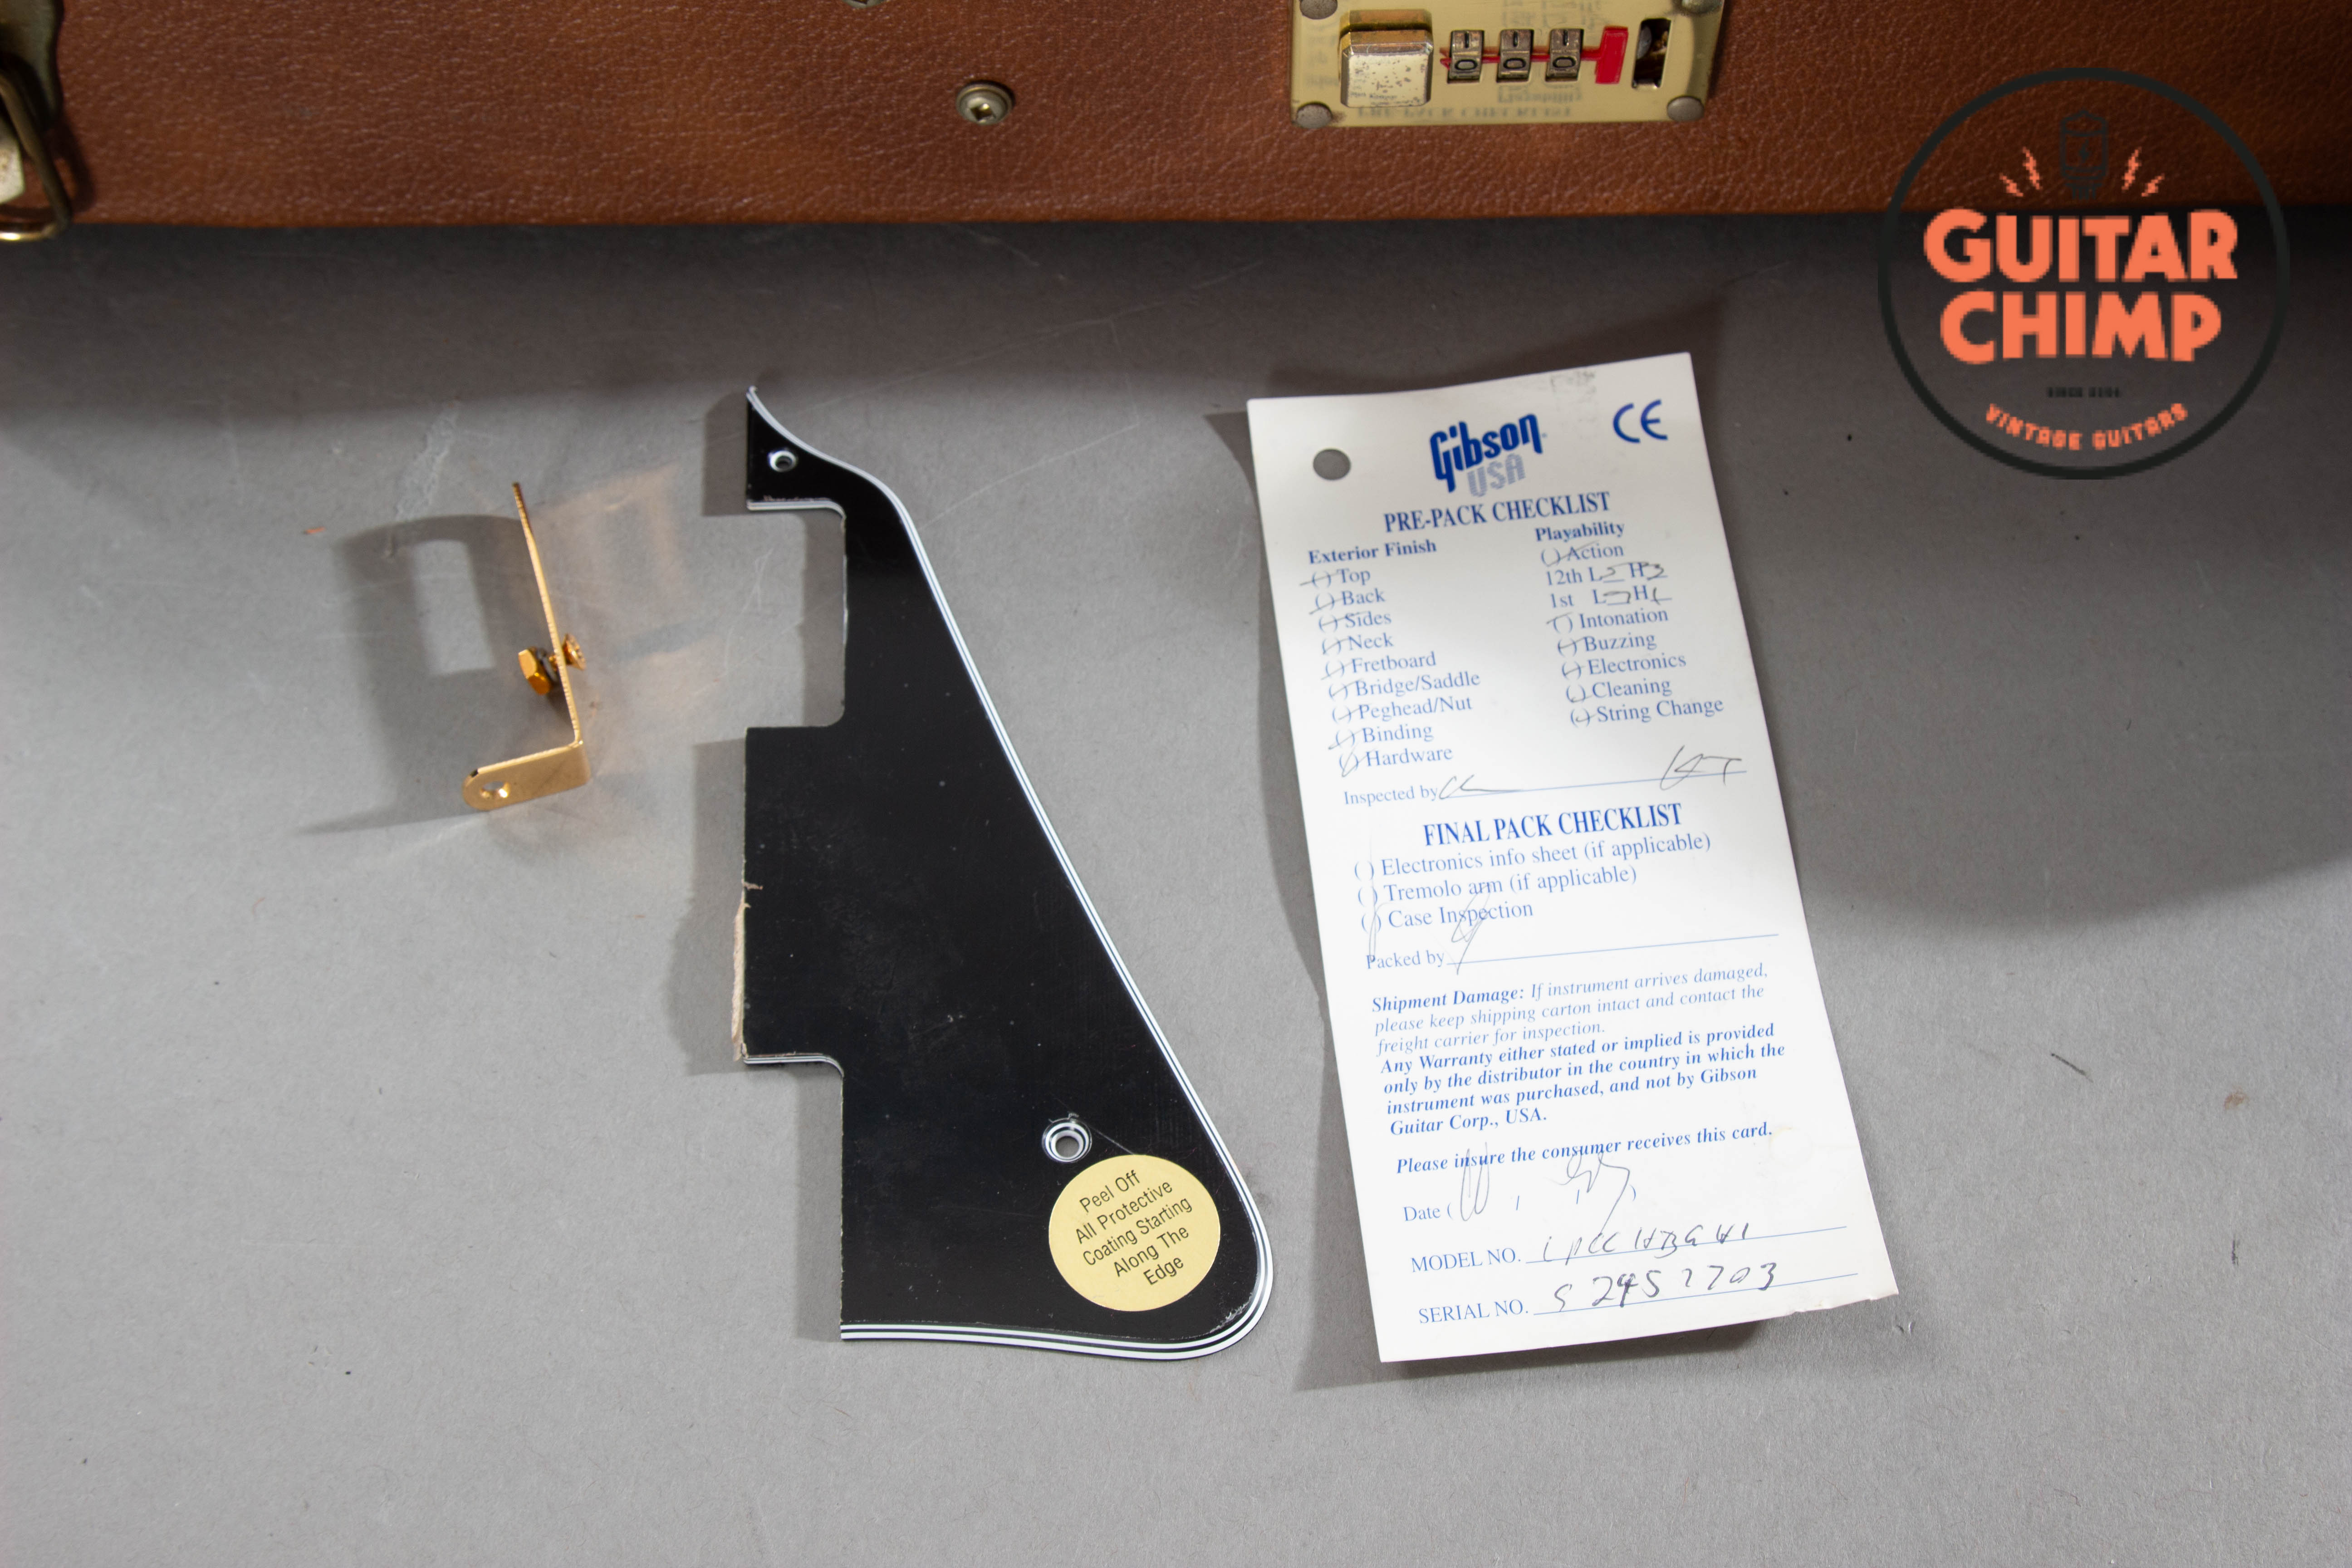 0 0 0
GUITAR
CHIMP
VINTAGE GUITARS
Gibson
USA
CE
PRE-PACK CHECKLIST
Exterior Finish
( ) Top
( ) Back
( ) Sides
( ) Neck
( ) Fretboard
( ) Bridge/Saddle
( ) Peghead/Nut
( ) Binding
( ) Hardware
Playability
( ) Action
12th L H
1st L H
( ) Intonation
( ) Buzzing
( ) Electronics
( ) Cleaning
( ) String Change
Inspected by
FINAL PACK CHECKLIST
( ) Electronics info sheet (if applicable)
( ) Tremolo arm (if applicable)
( ) Case Inspection
Packed by
Shipment Damage: If instrument arrives damaged,
please keep shipping carton intact and contact the
freight carrier for inspection.
Any Warranty either stated or implied is provided
only by the distributor in the country in which the
instrument was purchased, and not by Gibson
Guitar Corp., USA.
Please insure the consumer receives this card.
Date ( / / )
MODEL NO.
SERIAL NO.
Peel Off
All Protective
Coating Starting
Along The
Edge